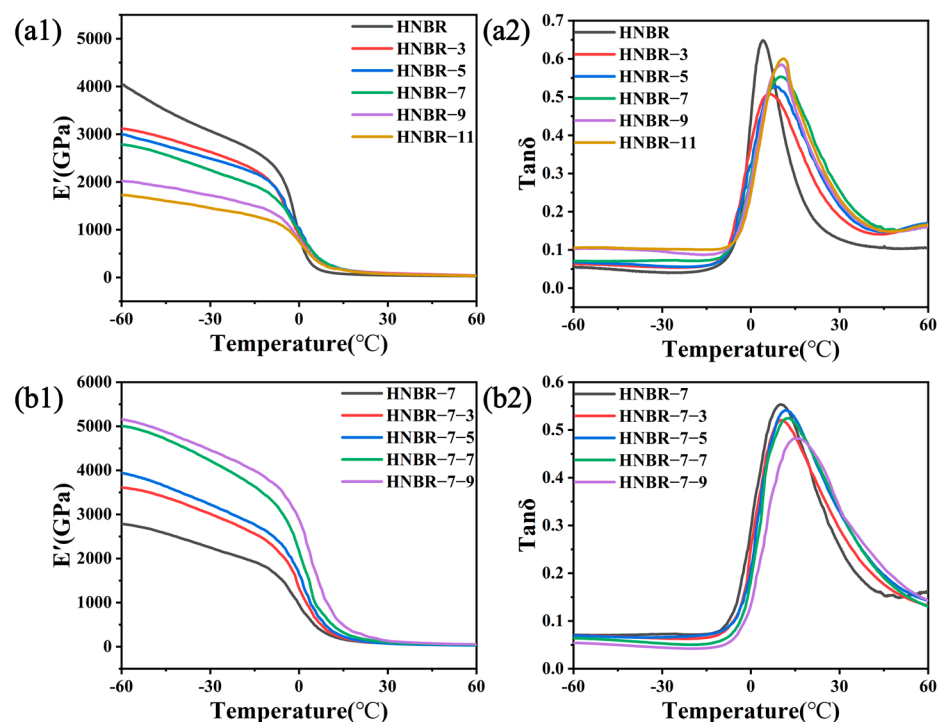 (a1)
E′(GPa)
5000
4000
3000
2000
1000
0
-60
-30
0
30
60
Temperature(℃)
HNBR
HNBR−3
HNBR−5
HNBR−7
HNBR−9
HNBR−11
(a2)
Tanδ
0.7
0.6
0.5
0.4
0.3
0.2
0.1
0.0
-60
-30
0
30
60
Temperature(℃)
HNBR
HNBR−3
HNBR−5
HNBR−7
HNBR−9
HNBR−11
(b1)
E′(GPa)
6000
5000
4000
3000
2000
1000
0
-60
-30
0
30
60
Temperature(℃)
HNBR−7
HNBR−7−3
HNBR−7−5
HNBR−7−7
HNBR−7−9
(b2)
Tanδ
0.6
0.5
0.4
0.3
0.2
0.1
0.0
-60
-30
0
30
60
Temperature(℃)
HNBR−7
HNBR−7−3
HNBR−7−5
HNBR−7−7
HNBR−7−9